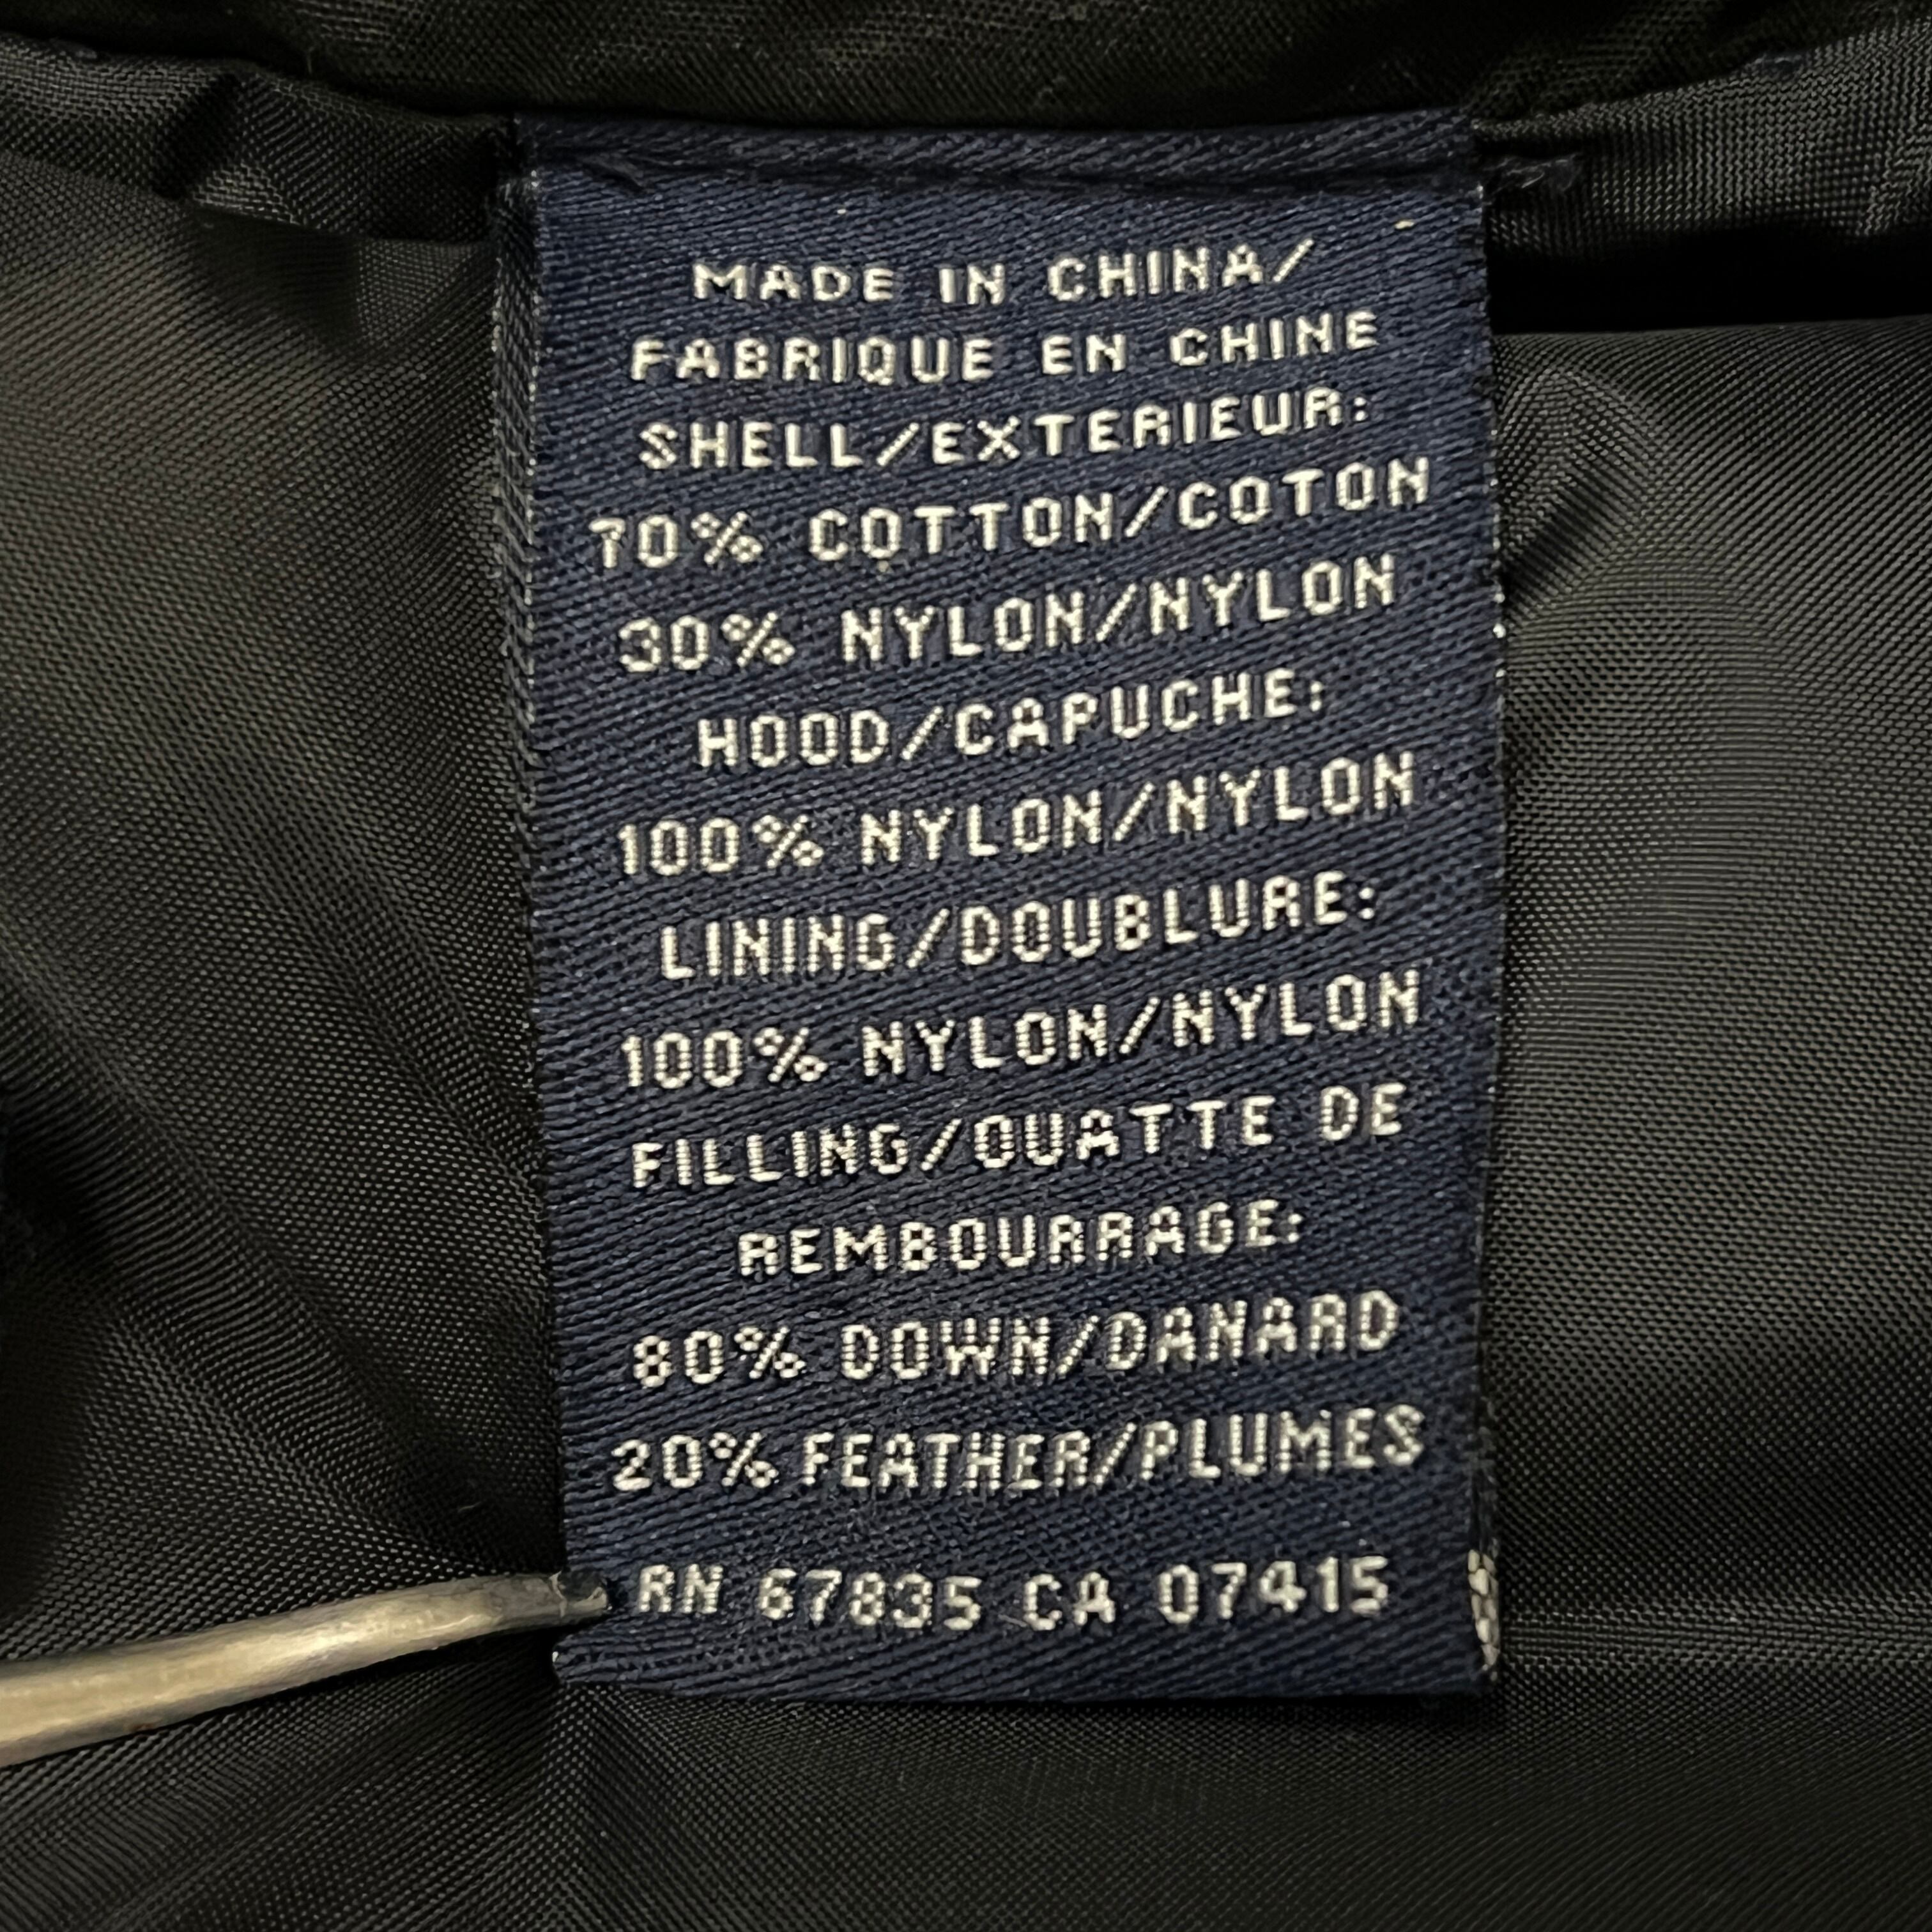 MADE IN CHINA/
FABRIQUE EN CHINE
SHELL/EXTERIEUR:
70% COTTON/COTON
30% NYLON/NYLON
HOOD/CAPUCHE:
100% NYLON/NYLON
LINING/DOUBLURE:
100% NYLON/NYLON
FILLING/OUATTE DE
REMBOURRAGE:
80% DOWN/DANARD
20% FEATHER/PLUMES
RN 67835 CA 07415